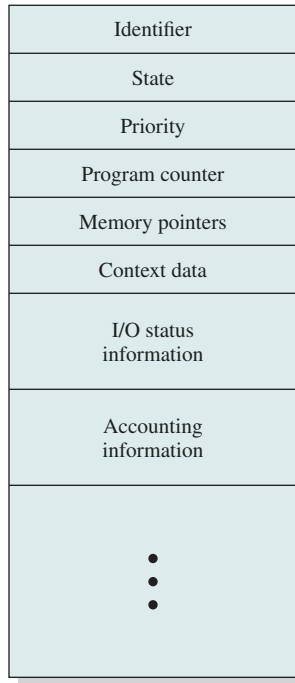 Identifier
State
Priority
Program counter
Memory pointers
Context data
I/O status
information
Accounting
information